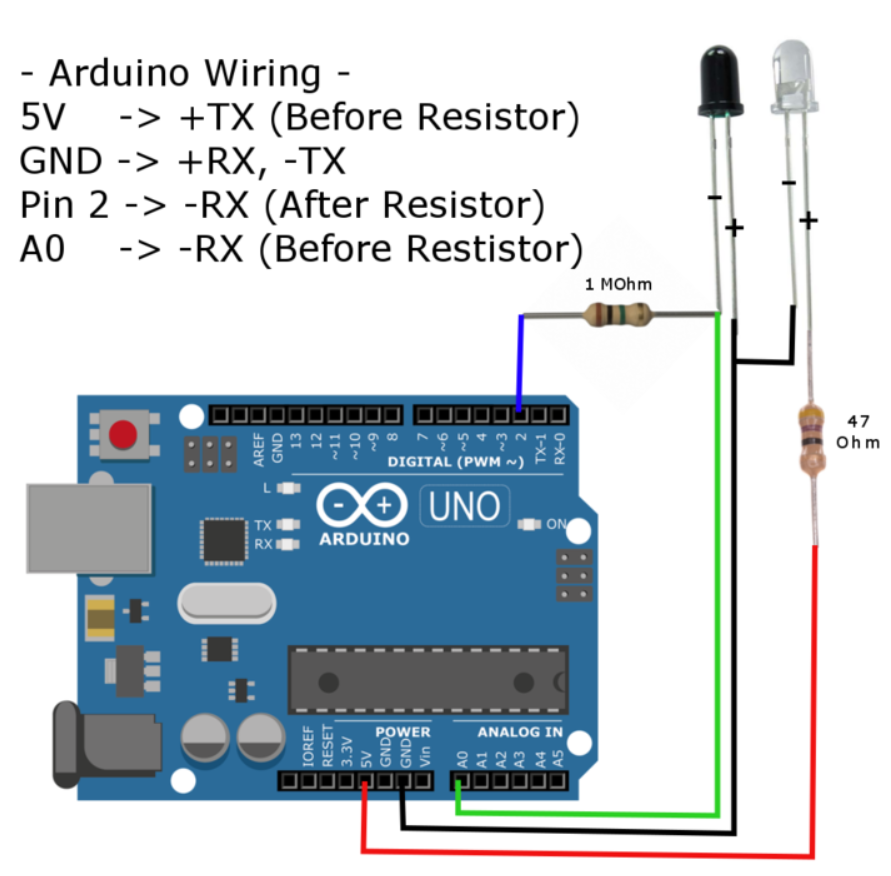 - Arduino Wiring -
5V -> +TX (Before Resistor)
GND -> +RX, -TX
Pin 2 -> -RX (After Resistor)
A0 -> -RX (Before Restistor)
1 MOhm
- +
- +
47
Ohm
AREF GND 13 12 ~11 ~10 ~9 8 7 ~6 ~5 4 ~3 2 TX-1 RX-0
DIGITAL (PWM ~)
L
TX
RX
- +
UNO
ARDUINO
ON
POWER
ANALOG IN
IOREF RESET 3.3V 5V GND GND Vin A0 A1 A2 A3 A4 A5